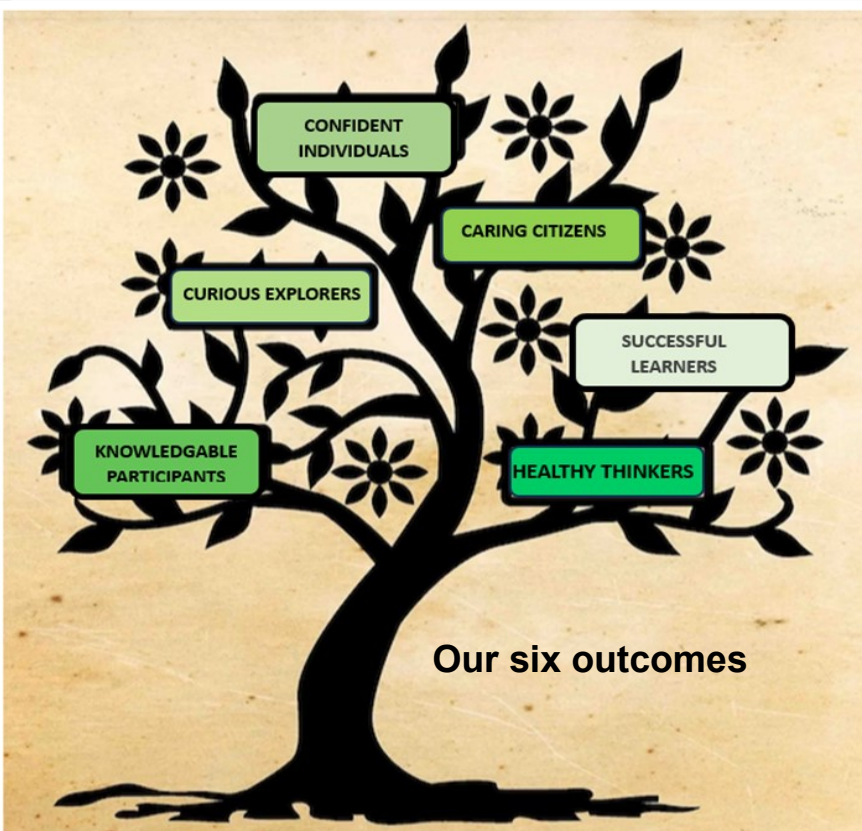 CONFIDENT
INDIVIDUALS
CARING CITIZENS
CURIOUS EXPLORERS
SUCCESSFUL
LEARNERS
KNOWLEDGABLE
PARTICIPANTS
HEALTHY THINKERS
Our six outcomes